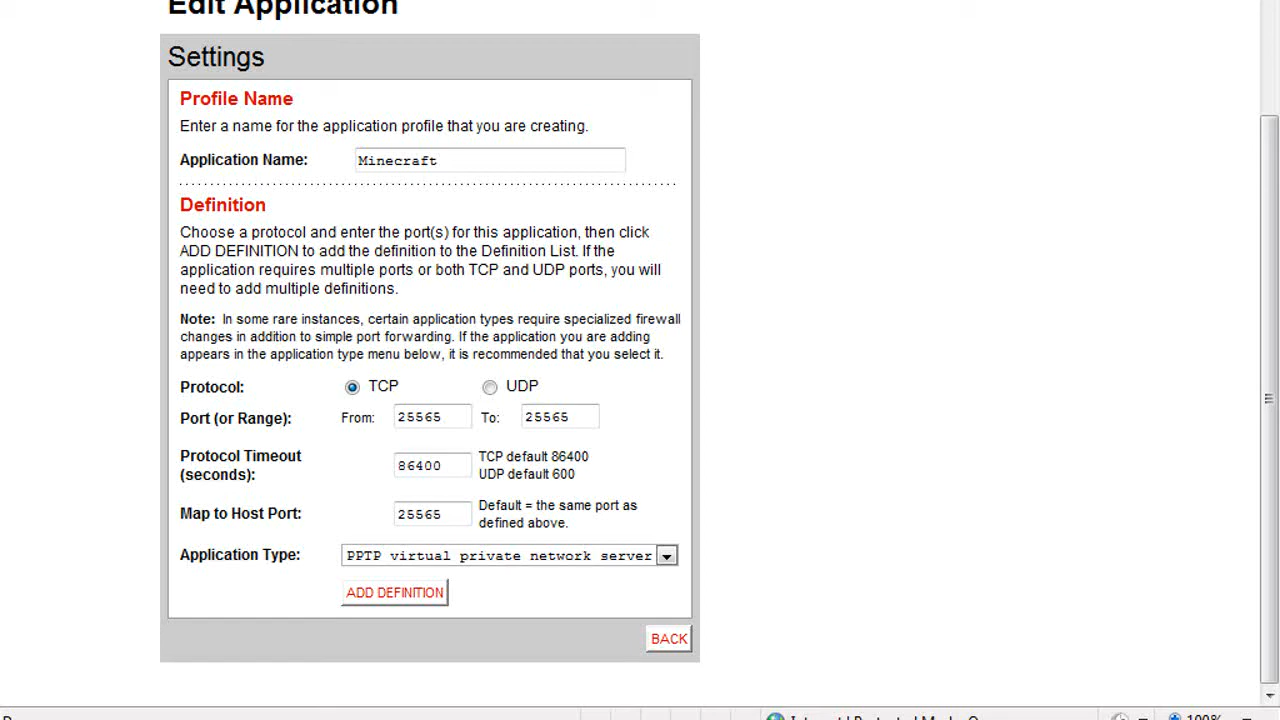 Edit Application
Settings
Profile Name
Enter a name for the application profile that you are creating.
Application Name: Minecraft
Definition
Choose a protocol and enter the port(s) for this application, then click
ADD DEFINITION to add the definition to the Definition List. If the
application requires multiple ports or both TCP and UDP ports, you will
need to add multiple definitions.
Note: In some rare instances, certain application types require specialized firewall
changes in addition to simple port forwarding. If the application you are adding
appears in the application type menu below, it is recommended that you select it.
Protocol: TCP UDP
Port (or Range): From: 25565 To: 25565
Protocol Timeout
(seconds): 86400 TCP default 86400
UDP default 600
Map to Host Port: 25565 Default = the same port as
defined above.
Application Type: PPTP virtual private network server
ADD DEFINITION
BACK
100%